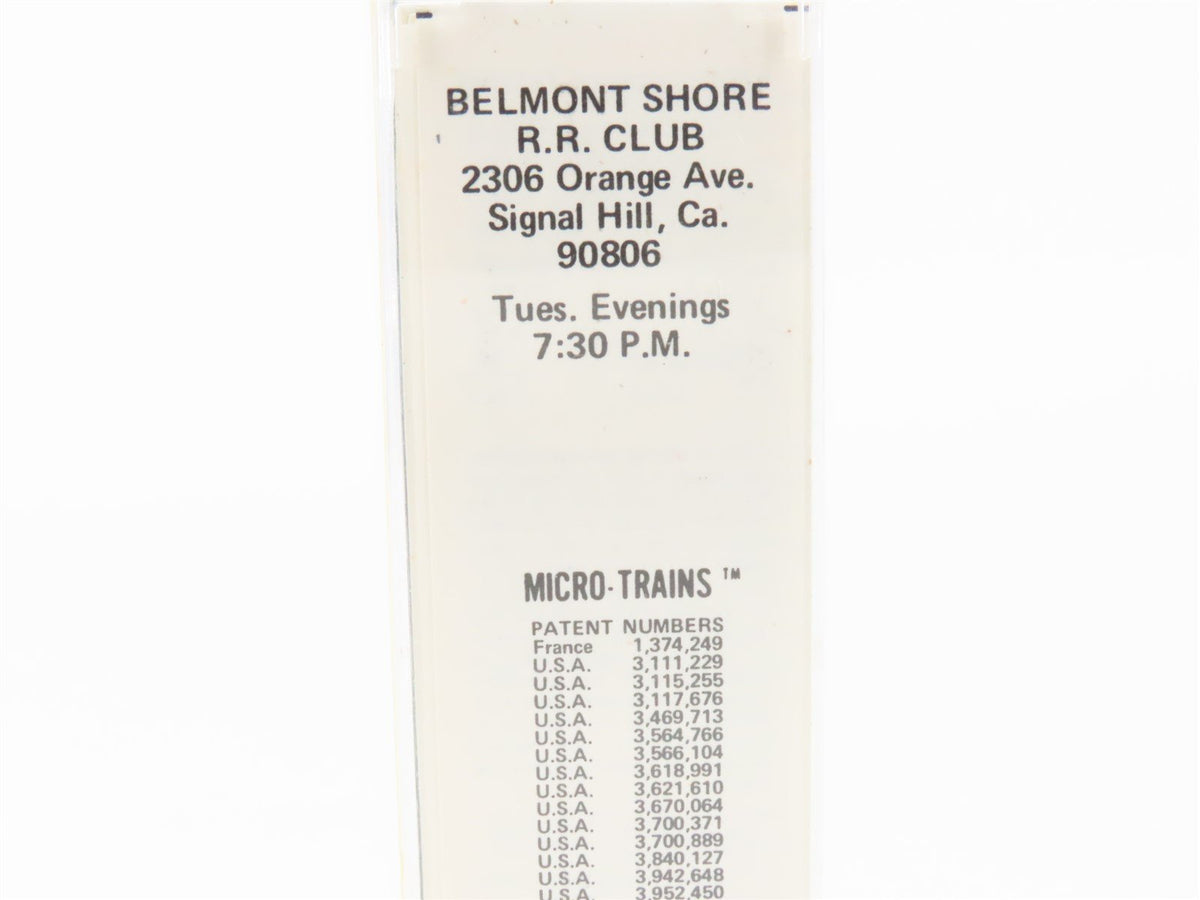 BELMONT SHORE
R.R. CLUB
2306 Orange Ave.
Signal Hill, Ca.
90806
Tues. Evenings
7:30 P.M.
MICRO-TRAINS ™
PATENT NUMBERS
France 1,374,249
U.S.A. 3,111,229
U.S.A. 3,115,255
U.S.A. 3,117,676
U.S.A. 3,469,713
U.S.A. 3,564,766
U.S.A. 3,566,104
U.S.A. 3,618,991
U.S.A. 3,621,610
U.S.A. 3,670,064
U.S.A. 3,700,371
U.S.A. 3,700,889
U.S.A. 3,840,127
U.S.A. 3,942,648
U.S.A. 3,952,450